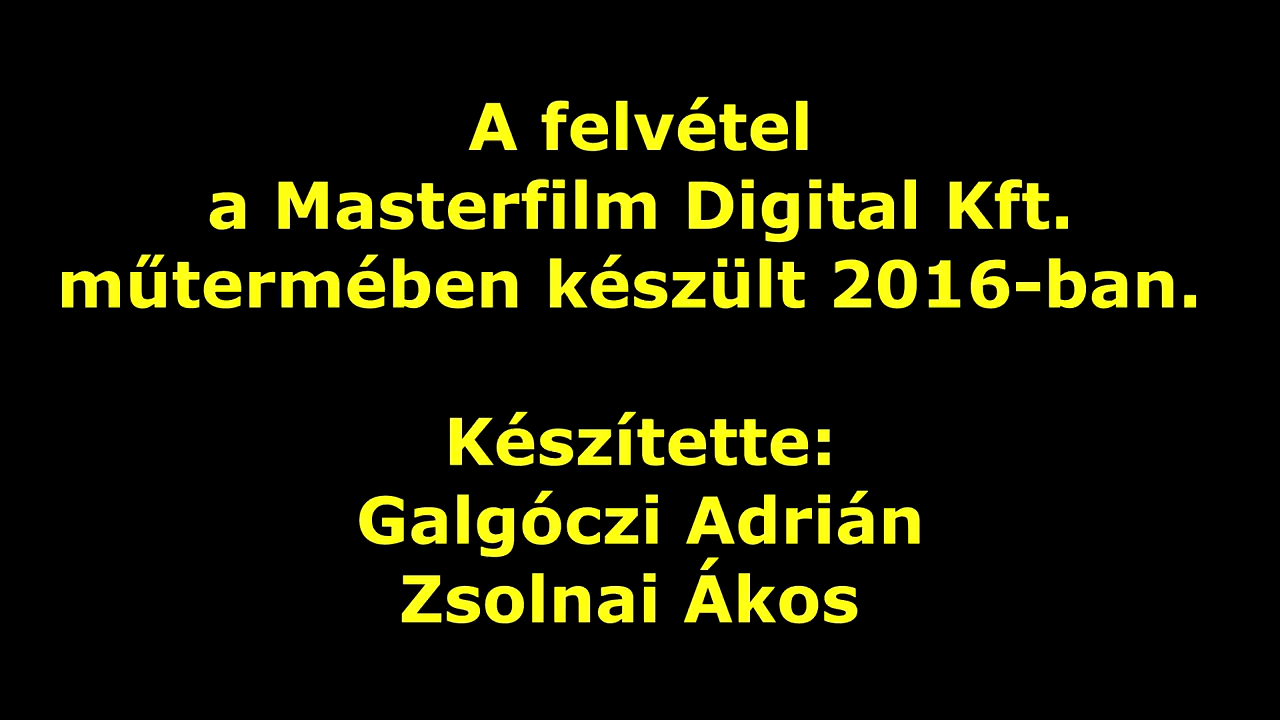 A felvétel
a Masterfilm Digital Kft.
műtermében készült 2016-ban.
Készítette:
Galgóczi Adrián
Zsolnai Ákos